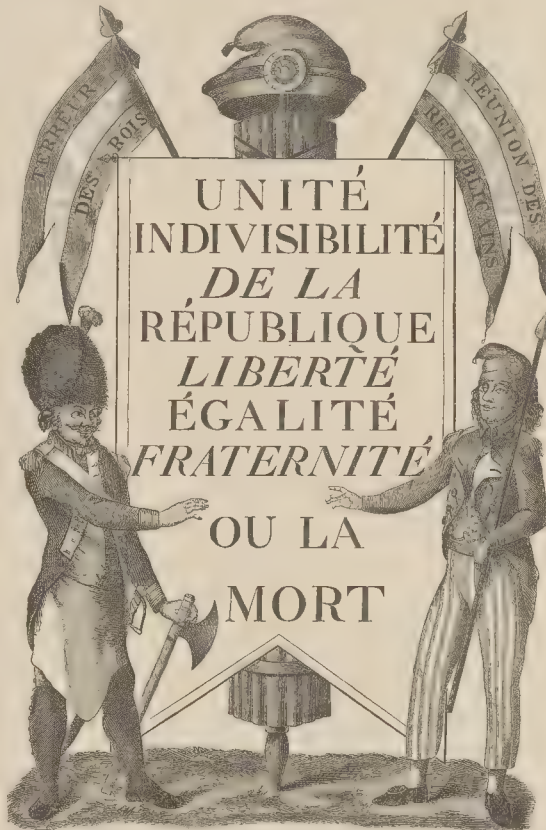 TERREUR
DES ROIS
RÉUNION DES
RÉPUBLICAINS
UNITÉ
INDIVISIBILITÉ
DE LA
RÉPUBLIQUE
LIBERTÉ
ÉGALITÉ
FRATERNITÉ
OU LA
MORT